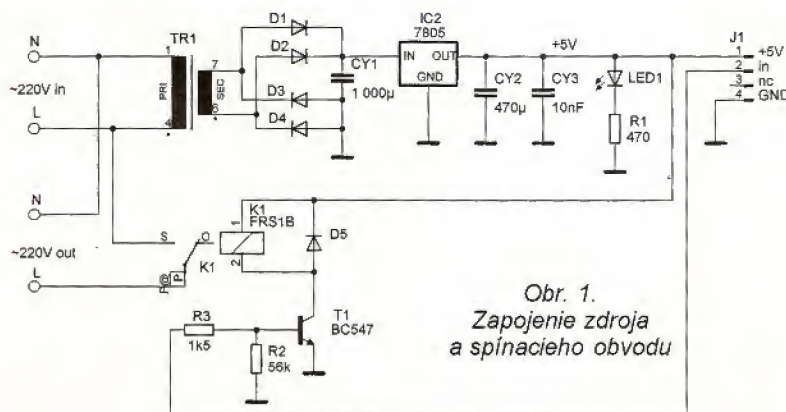 N
~220V in
L
N
~220V out
L
TR1
1
4
PRI
SEC
7
6
D1
D2
D3
D4
CY1
1 000µ
IC2
7805
IN OUT
GND
CY2
470µ
CY3
10nF
+5V
LED1
R1
470
J1
1 +5V
2 in
3 nc
4 GND
S
O
P
K1
K1
FRS1B
1
2
D5
T1
BC547
R3
1k5
R2
56k
Obr. 1.
Zapojenie zdroja
a spínacieho obvodu